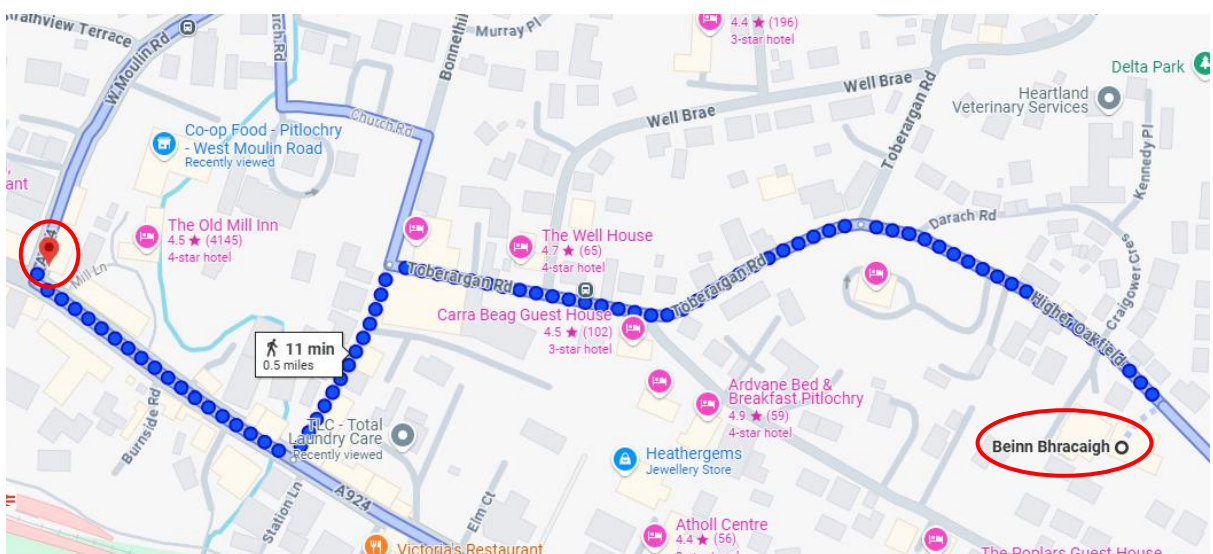 Strathview Terrace
W. Moulin Rd
Church Rd
Bonnethill
Murray Pl
4.4 ★ (196)
3-star hotel
Well Brae
Well Brae
Toberargan Rd
Delta Park
Heartland
Veterinary Services
Kennedy Pl
Co-op Food - Pitlochry
- West Moulin Road
Recently viewed
Church Rd
ant
The Old Mill Inn
4.5 ★ (4145)
4-star hotel
Mill Ln
The Well House
4.7 ★ (65)
4-star hotel
Darach Rd
Toberargan Rd
Toberargan Rd
Craigower Cres
Higher Oakfield
Carra Beag Guest House
4.5 ★ (102)
3-star hotel
11 min
0.5 miles
Ardvane Bed &
Breakfast Pitlochry
4.9 ★ (59)
4-star hotel
Burnside Rd
TLC - Total
Laundry Care
Recently viewed
Beinn Bhracaigh
Heathergems
Jewellery Store
Station Ln
A924
Elm Ct
Victoria's Restaurant
Atholl Centre
4.4 ★ (56)
The Poplars Guest House